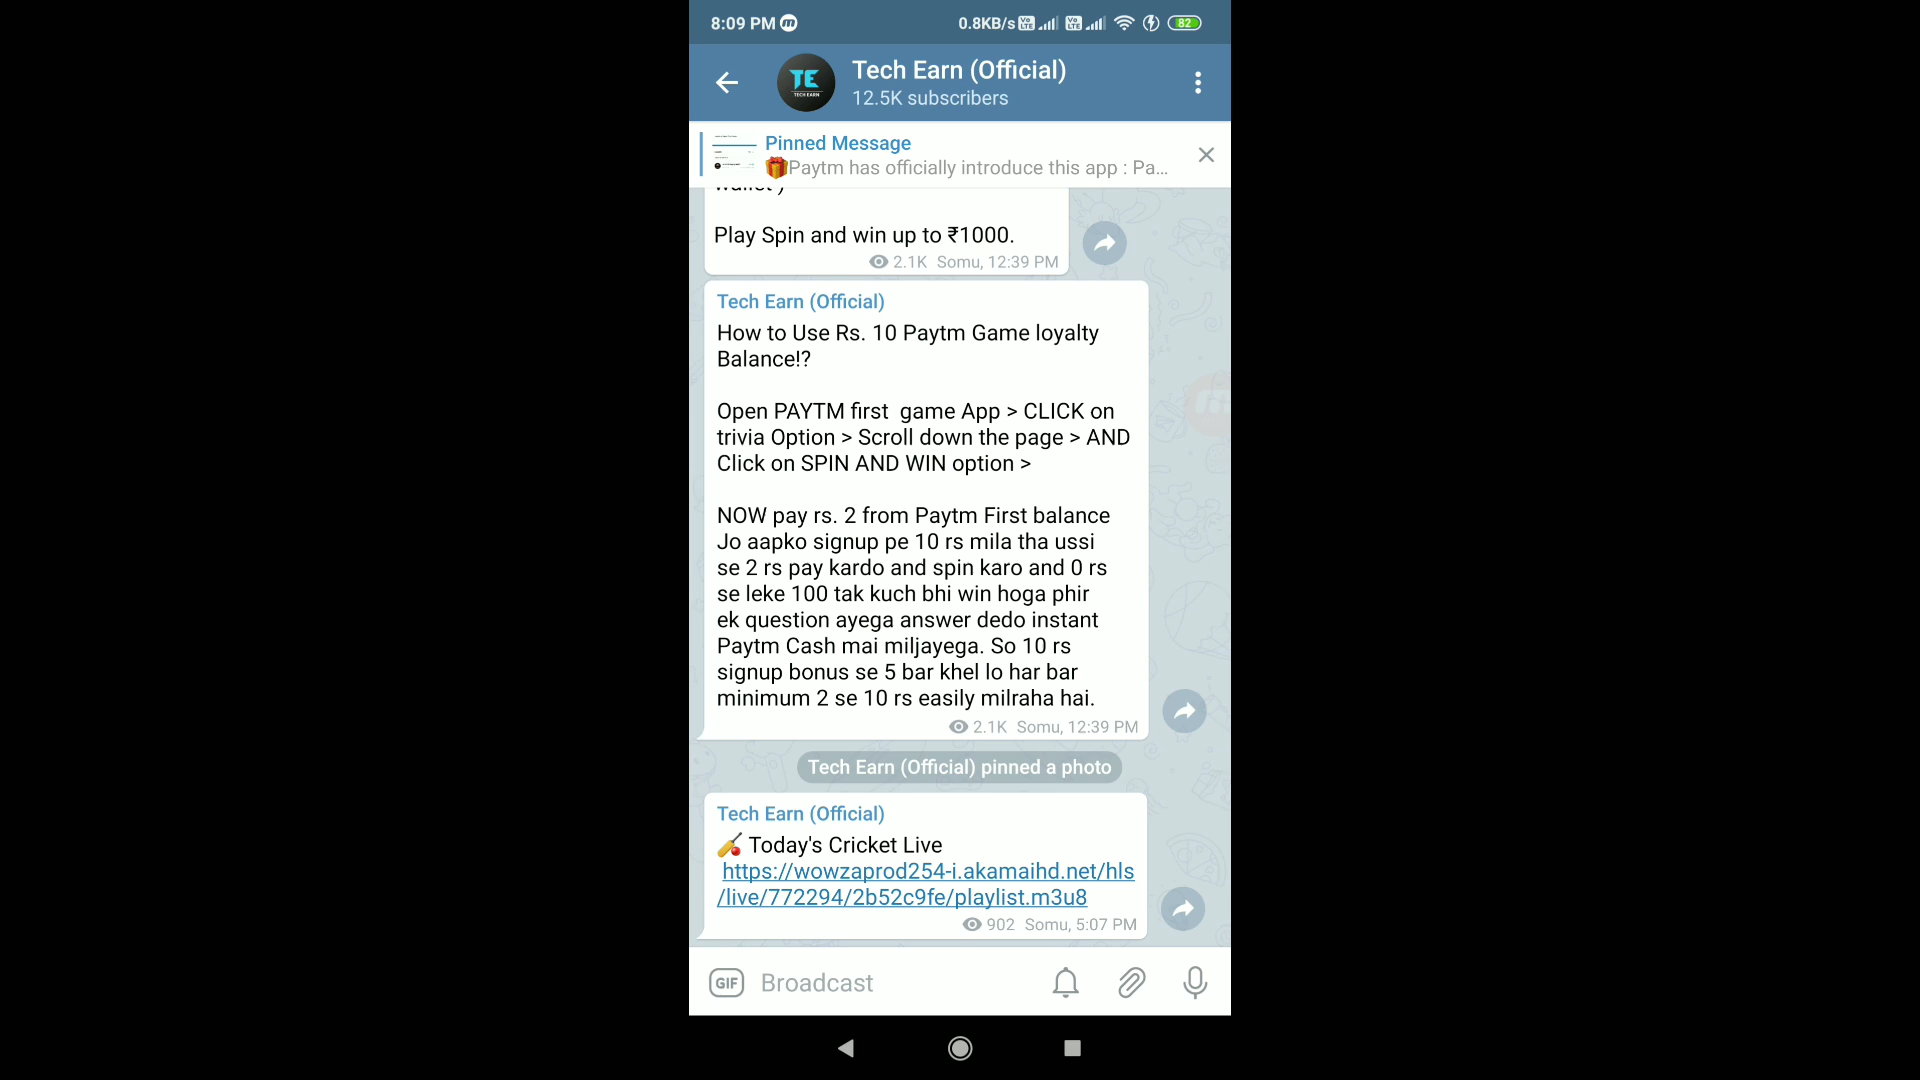 8:09 PM
0.8KB/s
Vo LTE
Vo LTE
82
TE
TECH EARN
Tech Earn (Official)
12.5K subscribers
Pinned Message
🎁Paytm has officially introduce this app : Pa...
wallet )
Play Spin and win up to ₹1000.
2.1K Somu, 12:39 PM
Tech Earn (Official)
How to Use Rs. 10 Paytm Game loyalty
Balance!?
Open PAYTM first  game App > CLICK on
trivia Option > Scroll down the page > AND
Click on SPIN AND WIN option >
NOW pay rs. 2 from Paytm First balance
Jo aapko signup pe 10 rs mila tha ussi
se 2 rs pay kardo and spin karo and 0 rs
se leke 100 tak kuch bhi win hoga phir
ek question ayega answer dedo instant
Paytm Cash mai miljayega. So 10 rs
signup bonus se 5 bar khel lo har bar
minimum 2 se 10 rs easily milraha hai.
2.1K Somu, 12:39 PM
Tech Earn (Official) pinned a photo
Tech Earn (Official)
🏏 Today's Cricket Live
https://wowzaprod254-i.akamaihd.net/hls
/live/772294/2b52c9fe/playlist.m3u8
902 Somu, 5:07 PM
GIF Broadcast